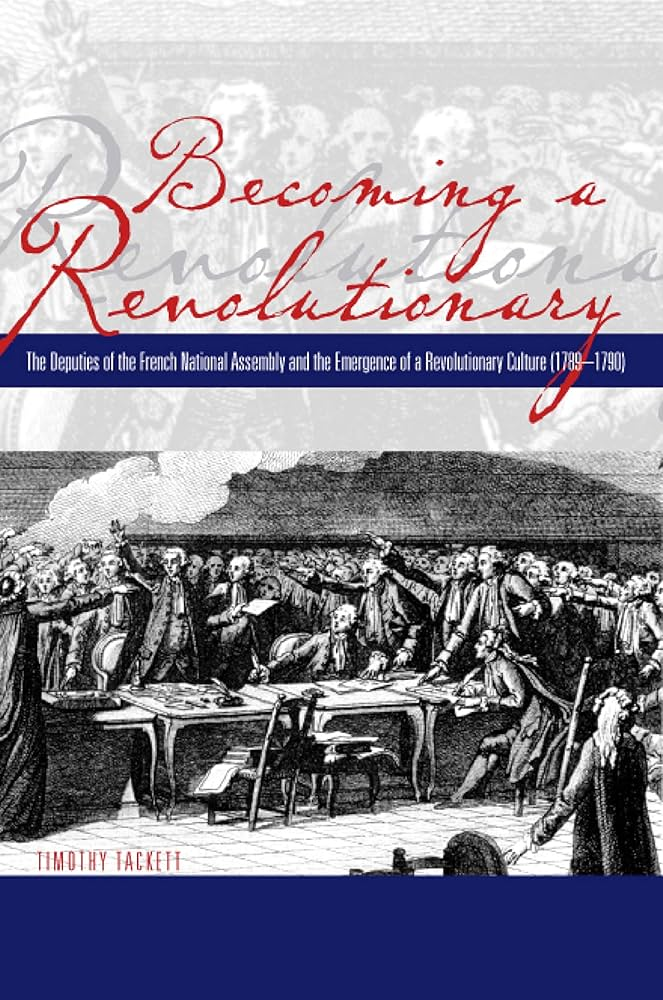 Becoming a
Revolutionary
Revolutiona
The Deputies of the French National Assembly and the Emergence of a Revolutionary Culture (1789–1790)
TIMOTHY TACKETT